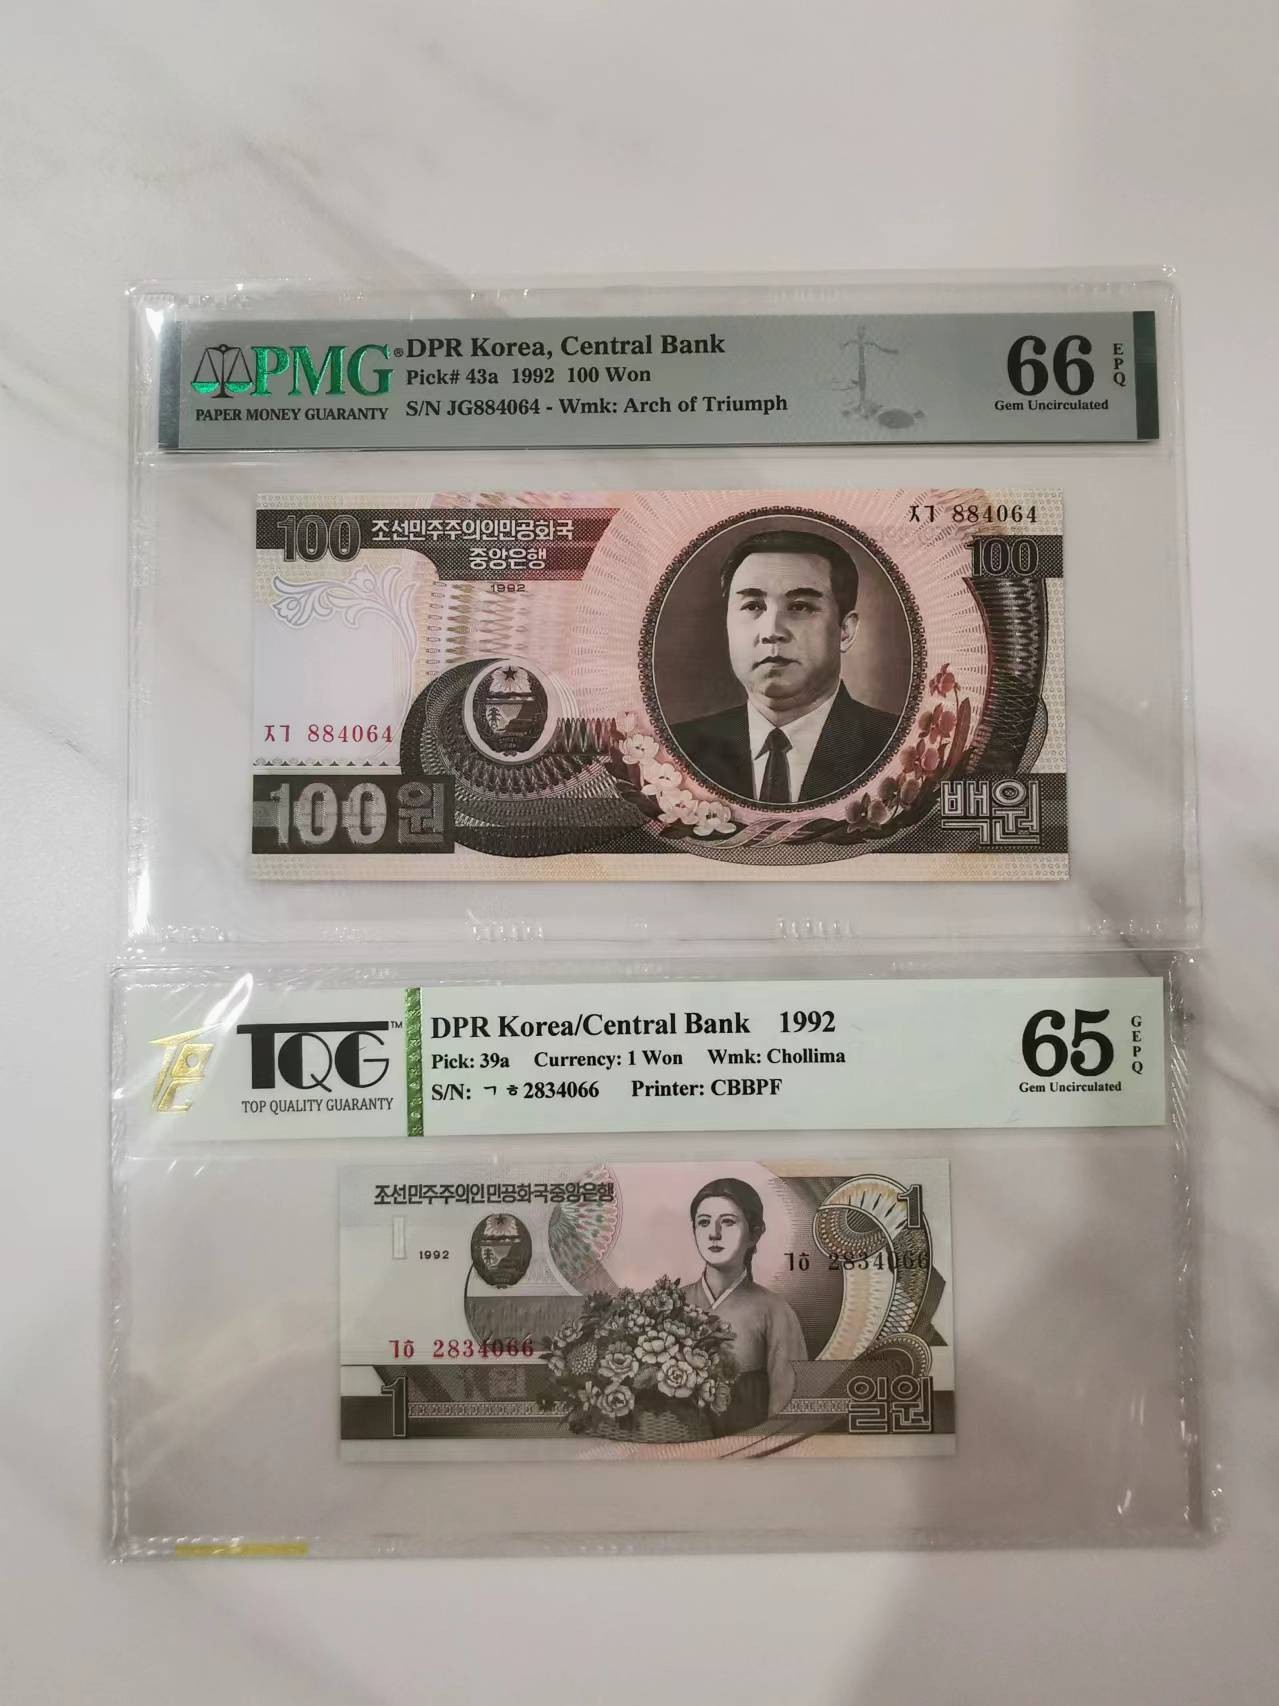 PMG®
PAPER MONEY GUARANTY
DPR Korea, Central Bank
Pick# 43a 1992 100 Won
S/N JG884064 - Wmk: Arch of Triumph
66 EPQ
Gem Uncirculated
100 조선민주주의인민공화국
중앙은행
1992
ㅈㄱ 884064
100
ㅈㄱ 884064
100원
백원
TQG™
TOP QUALITY GUARANTY
DPR Korea/Central Bank 1992
Pick: 39a Currency: 1 Won Wmk: Chollima
S/N: ㄱㅎ2834066 Printer: CBBPF
65 GEPQ
Gem Uncirculated
조선민주주의인민공화국중앙은행
1
1
1992
ㄱㅎ 2834066
ㄱㅎ 2834066
1원
1
일원